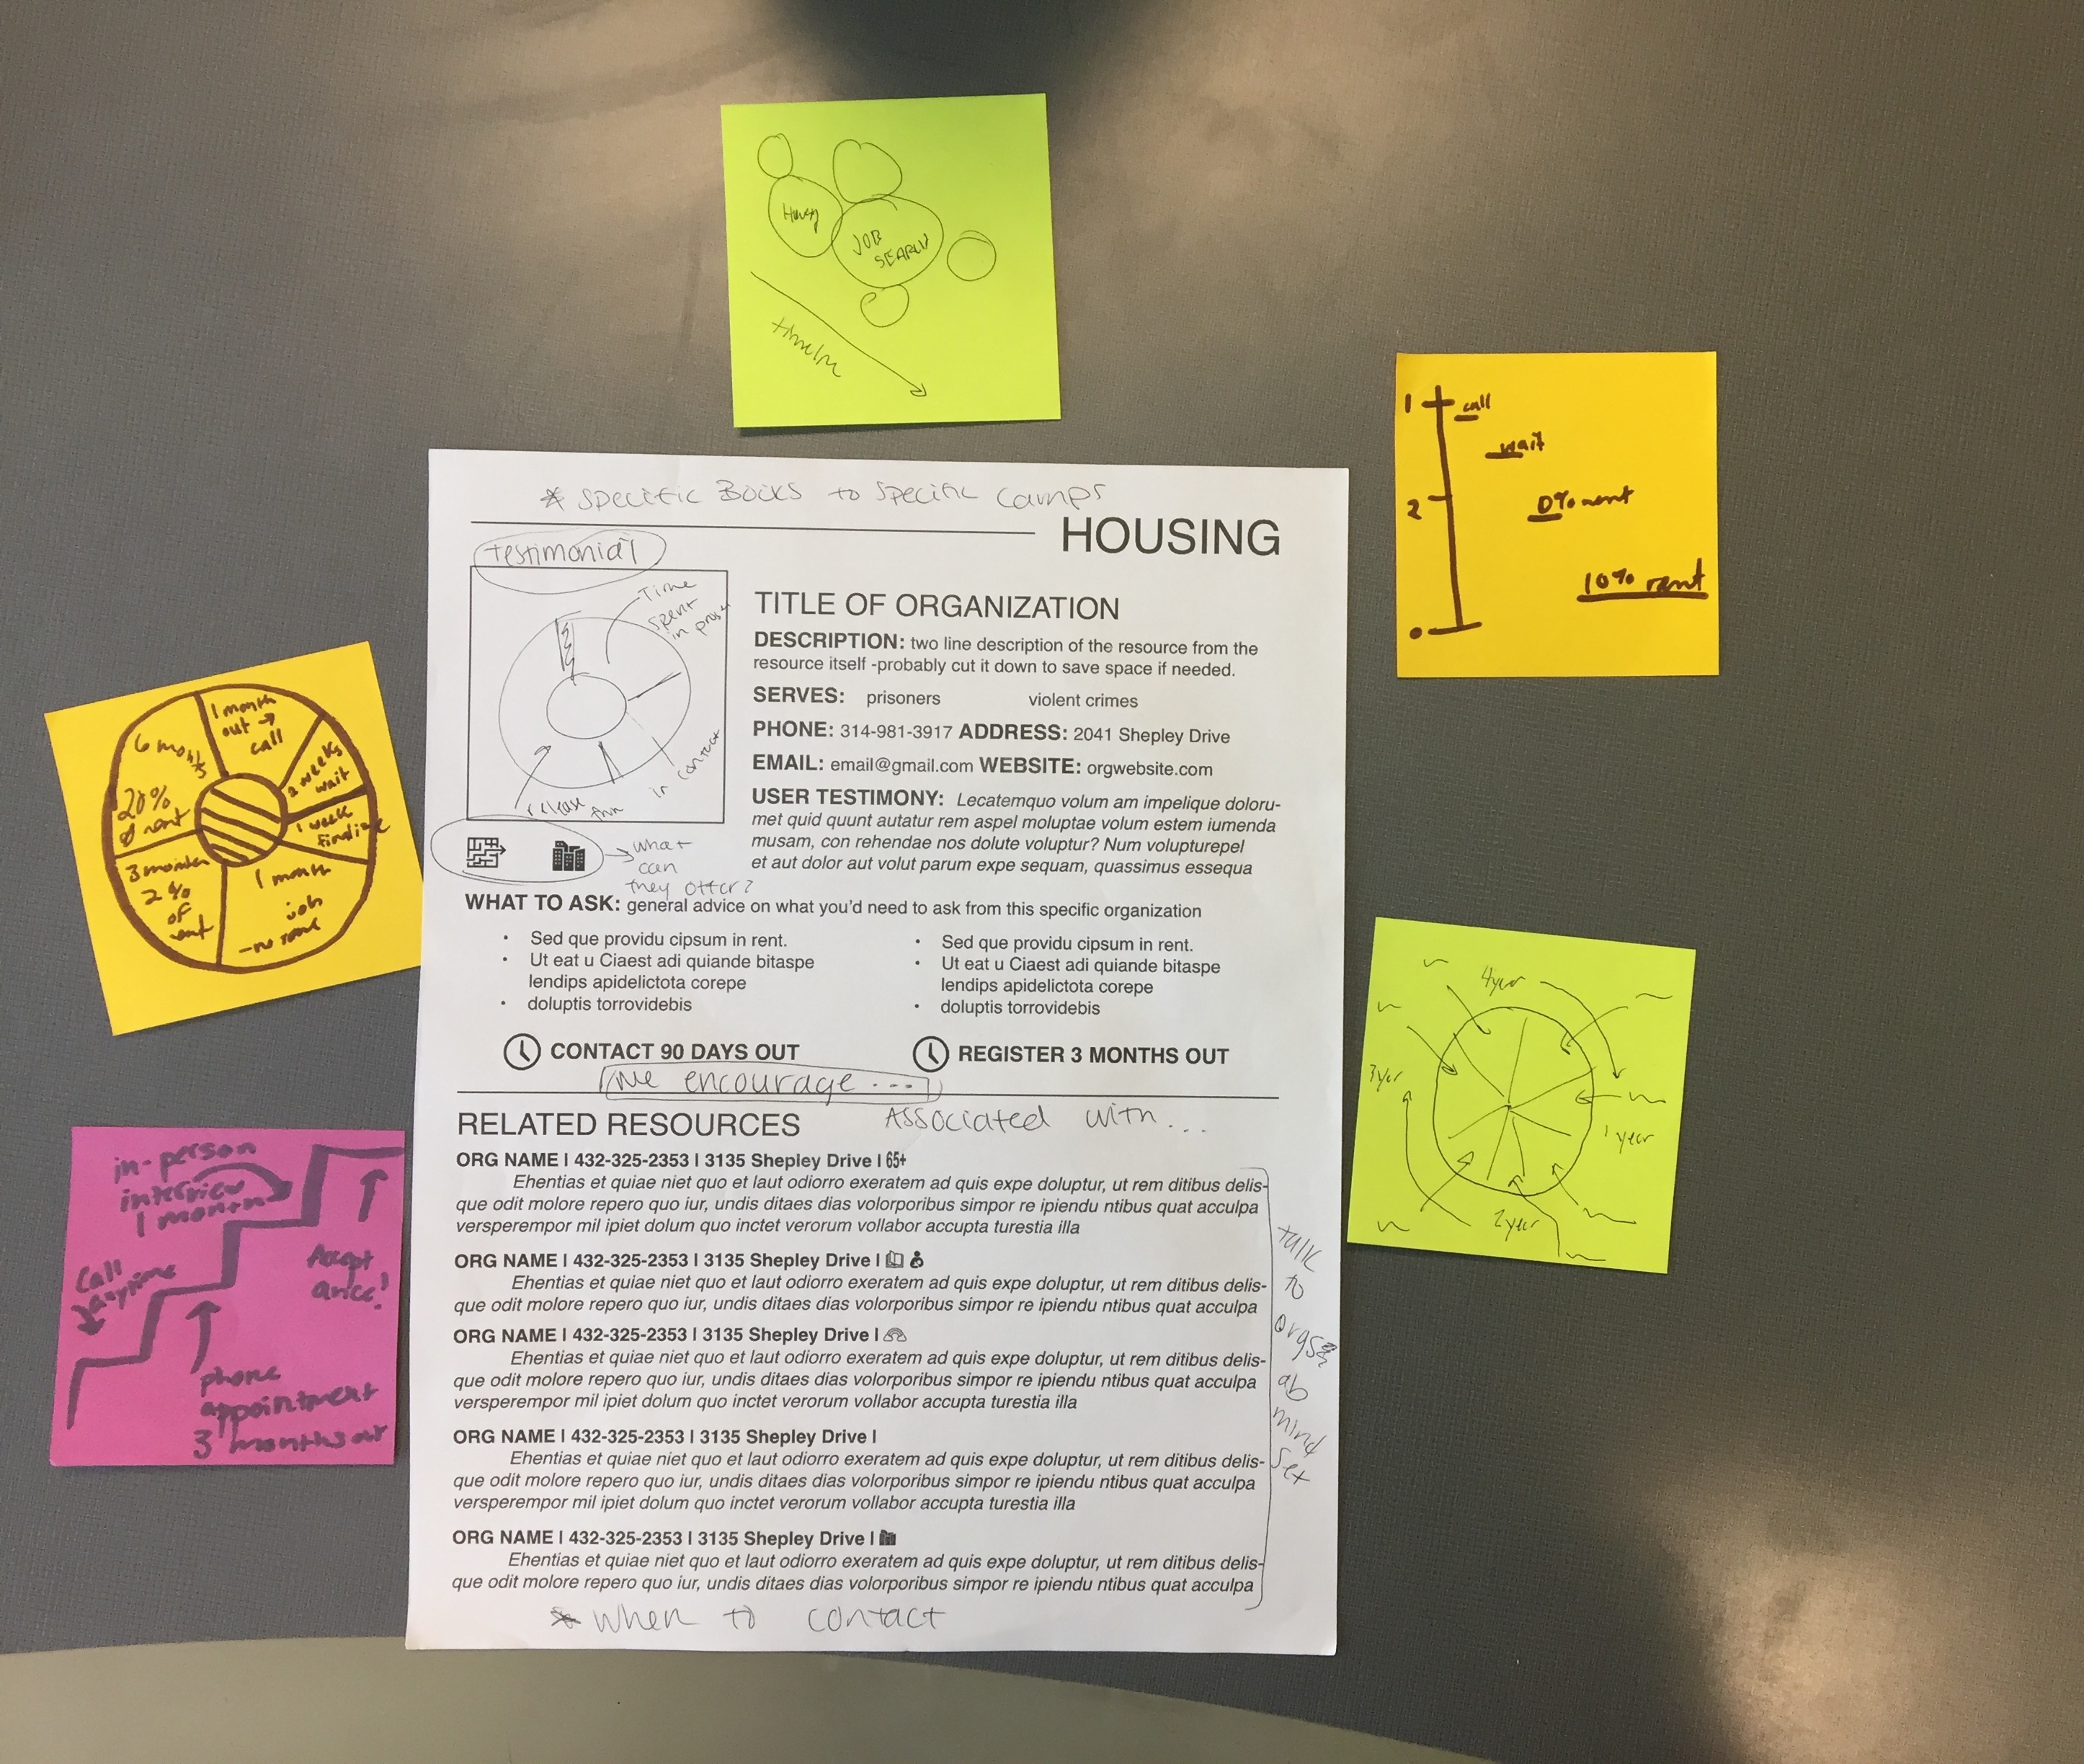 Housy
JOB
SEARCH
1 call
wait
2 0% rent
10% rent
0
* Specific Books to Specific Camps
HOUSING
testimonial
Time
spent
in
release
in
TITLE OF ORGANIZATION
DESCRIPTION: two line description of the resource from the
resource itself -probably cut it down to save space if needed.
SERVES: prisoners violent crimes
PHONE: 314-981-3917 ADDRESS: 2041 Shepley Drive
EMAIL: email@gmail.com WEBSITE: orgwebsite.com
USER TESTIMONY: Lecatemquo volum am impelique doloru-
met quid quunt autatur rem aspel moluptae volum estem iumenda
musam, con rehendae nos dolute voluptur? Num volupturepel
et aut dolor aut volut parum expe sequam, quassimus essequa
what
can
they offer?
WHAT TO ASK: general advice on what you'd need to ask from this specific organization
• Sed que providu cipsum in rent.
• Ut eat u Ciaest adi quiande bitaspe
lendips apidelictota corepe
• doluptis torrovidebis
• Sed que providu cipsum in rent.
• Ut eat u Ciaest adi quiande bitaspe
lendips apidelictota corepe
• doluptis torrovidebis
CONTACT 90 DAYS OUT
REGISTER 3 MONTHS OUT
We encourage ...
RELATED RESOURCES
Associated with...
ORG NAME | 432-325-2353 | 3135 Shepley Drive | 65+
Ehentias et quiae niet quo et laut odiorro exeratem ad quis expe doluptur, ut rem ditibus delis-
que odit molore repero quo iur, undis ditaes dias volorporibus simpor re ipiendu ntibus quat acculpa
versperempor mil ipiet dolum quo inctet verorum vollabor accupta turestia illa
ORG NAME | 432-325-2353 | 3135 Shepley Drive |
Ehentias et quiae niet quo et laut odiorro exeratem ad quis expe doluptur, ut rem ditibus delis-
que odit molore repero quo iur, undis ditaes dias volorporibus simpor re ipiendu ntibus quat acculpa
ORG NAME | 432-325-2353 | 3135 Shepley Drive |
Ehentias et quiae niet quo et laut odiorro exeratem ad quis expe doluptur, ut rem ditibus delis-
que odit molore repero quo iur, undis ditaes dias volorporibus simpor re ipiendu ntibus quat acculpa
versperempor mil ipiet dolum quo inctet verorum vollabor accupta turestia illa
ORG NAME | 432-325-2353 | 3135 Shepley Drive |
Ehentias et quiae niet quo et laut odiorro exeratem ad quis expe doluptur, ut rem ditibus delis-
que odit molore repero quo iur, undis ditaes dias volorporibus simpor re ipiendu ntibus quat acculpa
versperempor mil ipiet dolum quo inctet verorum vollabor accupta turestia illa
ORG NAME | 432-325-2353 | 3135 Shepley Drive |
Ehentias et quiae niet quo et laut odiorro exeratem ad quis expe doluptur, ut rem ditibus delis-
que odit molore repero quo iur, undis ditaes dias volorporibus simpor re ipiendu ntibus quat acculpa
talk
to
orgs
ab
mind
set
* When to contact
1 month
out →
call
2 weeks
wait
1 week
finding
1 month
job
3 months
2%
of
rent
6 months
20%
of rent
in-person
interview
1 month
Call
anytime
Accept
ance!
phone
appointment
3 months out
4 year
3 year
1 year
2 year